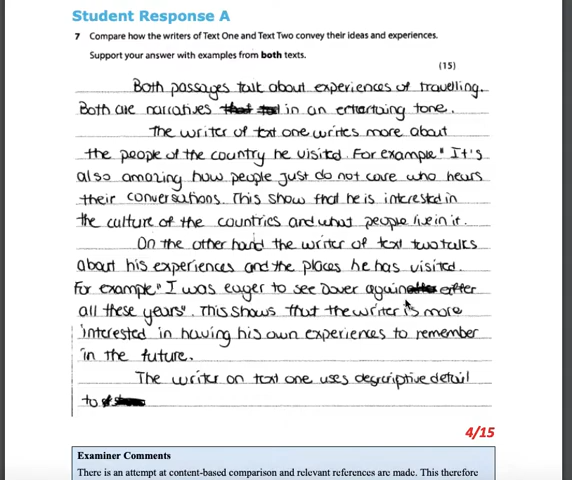 Student Response A
7 Compare how the writers of Text One and Text Two convey their ideas and experiences.
Support your answer with examples from both texts.
(15)
Both passages talk about experiences of travelling.
Both are narratives in an entertaining tone.
The writer of text one writes more about
the people of the country he visited. For example "It's
also amazing how people just do not care who hears
their conversations. This show that he is interested in
the culture of the countries and what people live in it.
On the other hand the writer of text two talks
about his experiences and the places he has visited.
For example "I was eager to see Dover again after
all these years". This shows that the writer is more
interested in having his own experiences to remember
in the future.
The writer on text one uses descriptive detail
to
4/15
Examiner Comments
There is an attempt at content-based comparison and relevant references are made. This therefore